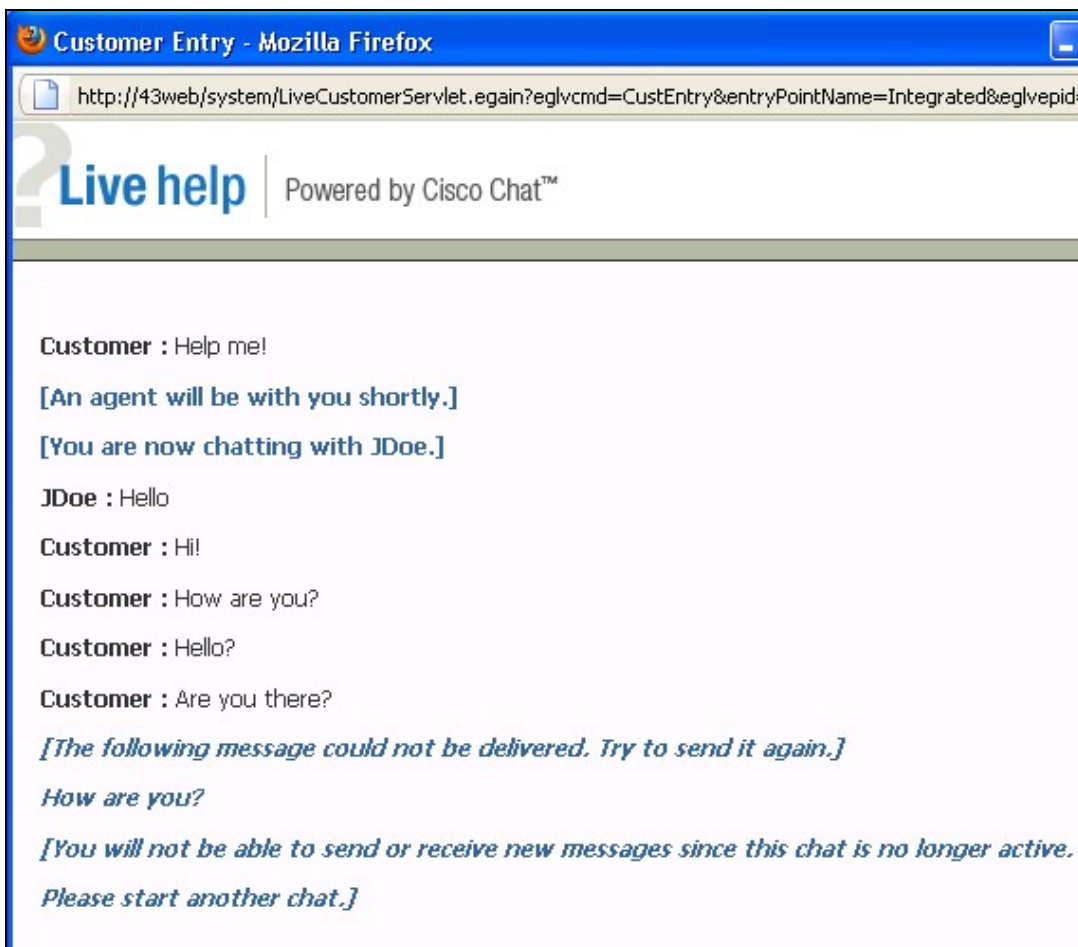 Customer Entry - Mozilla Firefox
http://43web/system/LiveCustomerServlet.egain?eglvcmd=CustEntry&entryPointName=Integrated&eglvepid=
? Live help | Powered by Cisco Chat™
Customer : Help me!
[An agent will be with you shortly.]
[You are now chatting with JDoe.]
JDoe : Hello
Customer : Hi!
Customer : How are you?
Customer : Hello?
Customer : Are you there?
[The following message could not be delivered. Try to send it again.]
How are you?
[You will not be able to send or receive new messages since this chat is no longer active.
Please start another chat.]